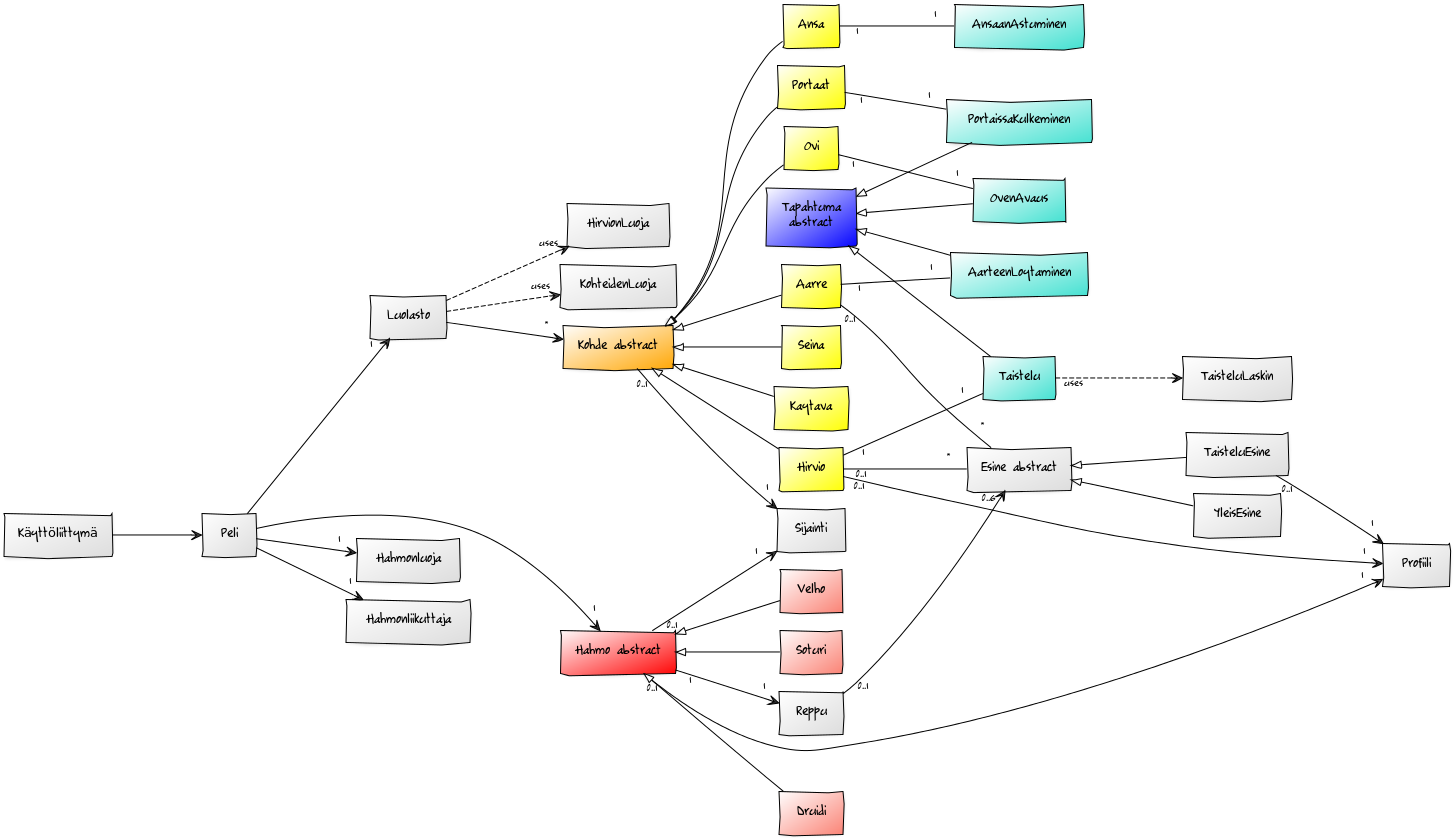 Ansa
1
1
AnsaanAstuminen
Portaat
1
1
PortaissaKulkeminen
Ovi
1
1
OvenAvaus
Tapahtuma
abstract
HirvionLuoja
uses
KohteidenLuoja
uses
Aarre
1
1
AarteenLoytaminen
0..1
*
Luolasto
1
*
Kohde abstract
0..1
Seina
Kaytava
Taistelu
uses
TaisteluLaskin
1
1
Hirvio
0..1
*
0..1
Esine abstract
0..6
TaisteluEsine
0..1
YleisEsine
1
Sijainti
1
Käyttöliittymä
Peli
1
Hahmonluoja
1
Hahmonliikuttaja
1
1
1
1
Profiili
Velho
0..1
Hahmo abstract
0..1
Soturi
1
1
Reppu
0..1
Druidi